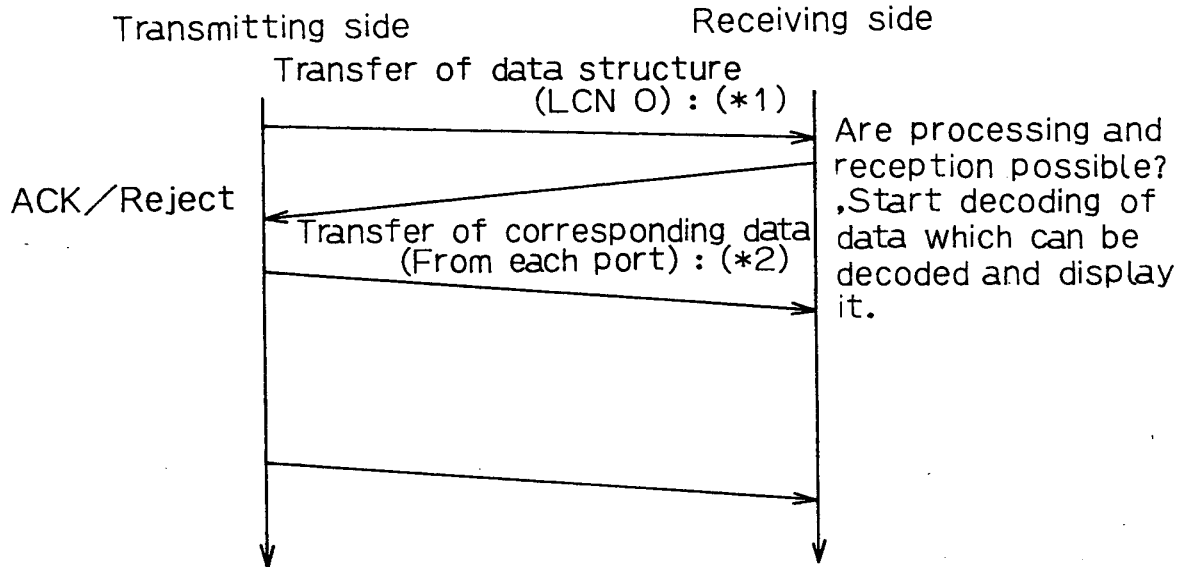 Transmitting side
Receiving side
Transfer of data structure
(LCN 0) : (*1)
Are processing and
reception possible?
,Start decoding of
data which can be
decoded and display
it.
ACK/Reject
Transfer of corresponding data
(From each port) : (*2)